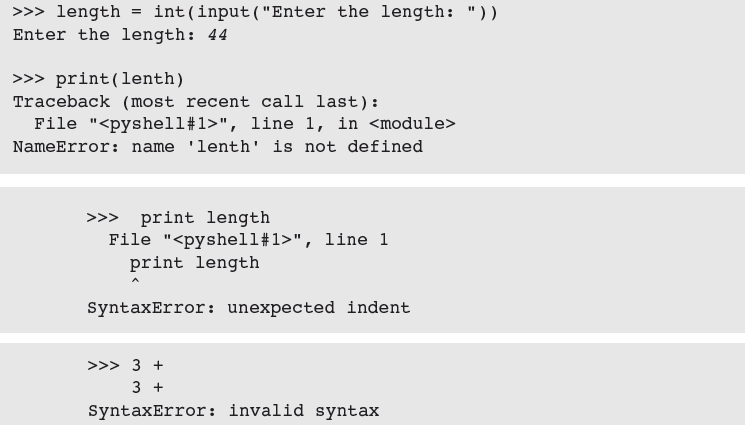 >>> length = int(input("Enter the length: "))
Enter the length: 44
>>> print(lenth)
Traceback (most recent call last):
  File "<pyshell#1>", line 1, in <module>
NameError: name 'lenth' is not defined
>>>  print length
  File "<pyshell#1>", line 1
    print length
    ^
SyntaxError: unexpected indent
>>> 3 +
    3 +
SyntaxError: invalid syntax